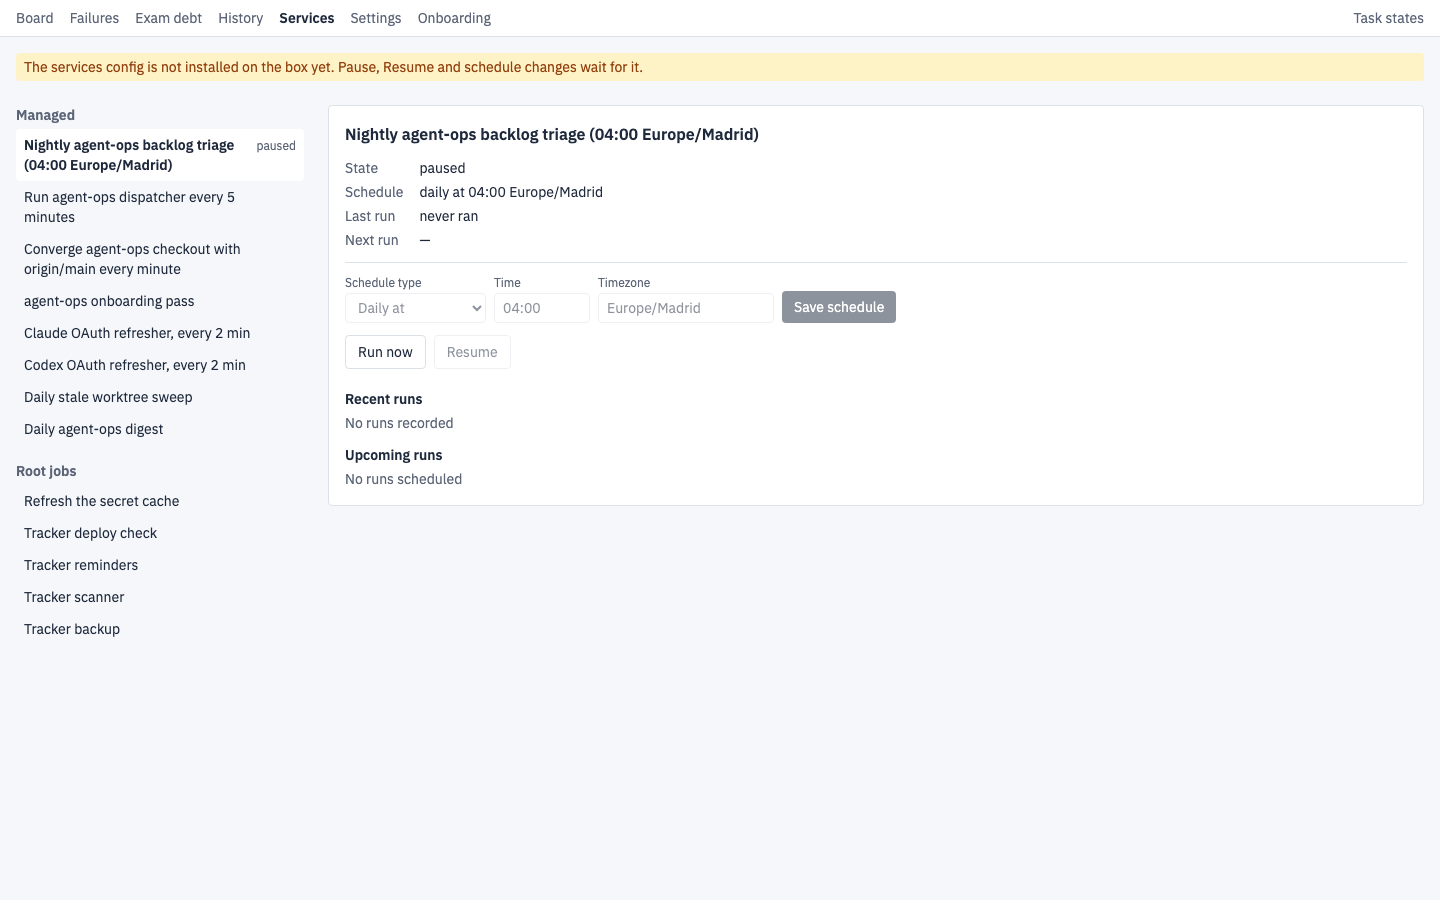 Board Failures Exam debt History Services Settings Onboarding Task states
The services config is not installed on the box yet. Pause, Resume and schedule changes wait for it.
Managed
Nightly agent-ops backlog triage (04:00 Europe/Madrid) paused
Run agent-ops dispatcher every 5 minutes
Converge agent-ops checkout with origin/main every minute
agent-ops onboarding pass
Claude OAuth refresher, every 2 min
Codex OAuth refresher, every 2 min
Daily stale worktree sweep
Daily agent-ops digest
Root jobs
Refresh the secret cache
Tracker deploy check
Tracker reminders
Tracker scanner
Tracker backup
Nightly agent-ops backlog triage (04:00 Europe/Madrid)
State paused
Schedule daily at 04:00 Europe/Madrid
Last run never ran
Next run —
Schedule type Time Timezone
Daily at 04:00 Europe/Madrid Save schedule
Run now Resume
Recent runs
No runs recorded
Upcoming runs
No runs scheduled